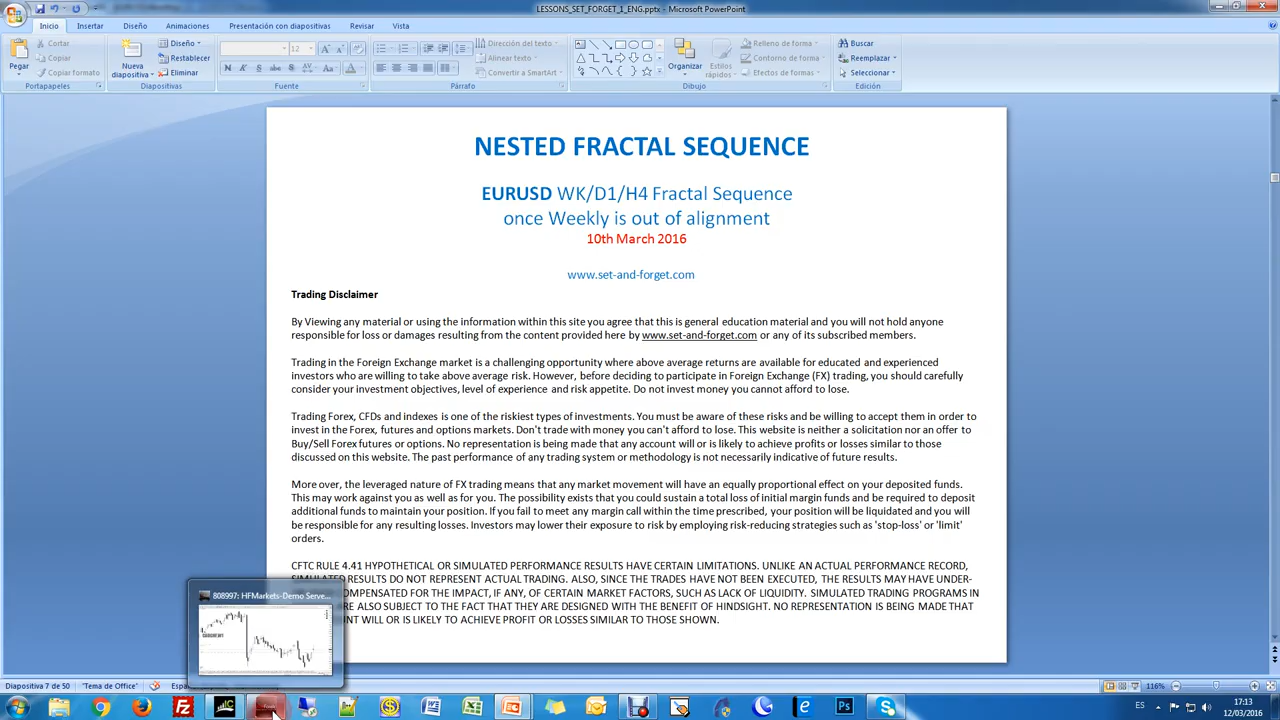 LESSONS_SET_FORGET_1_ENG.pptx - Microsoft PowerPoint
Inicio Insertar Diseño Animaciones Presentación con diapositivas Revisar Vista
Pegar
Cortar
Copiar
Copiar formato
Portapapeles
Nueva
diapositiva
Diseño
Restablecer
Eliminar
Diapositivas
12
N K S abc S AV Aa A
Fuente
Dirección del texto
Alinear texto
Convertir a SmartArt
Párrafo
Organizar
Estilos
rápidos
Relleno de forma
Contorno de forma
Efectos de formas
Dibujo
Buscar
Reemplazar
Seleccionar
Edición
NESTED FRACTAL SEQUENCE
EURUSD WK/D1/H4 Fractal Sequence
once Weekly is out of alignment
10th March 2016
www.set-and-forget.com
Trading Disclaimer
By Viewing any material or using the information within this site you agree that this is general education material and you will not hold anyone
responsible for loss or damages resulting from the content provided here by www.set-and-forget.com or any of its subscribed members.
Trading in the Foreign Exchange market is a challenging opportunity where above average returns are available for educated and experienced
investors who are willing to take above average risk. However, before deciding to participate in Foreign Exchange (FX) trading, you should carefully
consider your investment objectives, level of experience and risk appetite. Do not invest money you cannot afford to lose.
Trading Forex, CFDs and indexes is one of the riskiest types of investments. You must be aware of these risks and be willing to accept them in order to
invest in the Forex, futures and options markets. Don't trade with money you can't afford to lose. This website is neither a solicitation nor an offer to
Buy/Sell Forex futures or options. No representation is being made that any account will or is likely to achieve profits or losses similar to those
discussed on this website. The past performance of any trading system or methodology is not necessarily indicative of future results.
More over, the leveraged nature of FX trading means that any market movement will have an equally proportional effect on your deposited funds.
This may work against you as well as for you. The possibility exists that you could sustain a total loss of initial margin funds and be required to deposit
additional funds to maintain your position. If you fail to meet any margin call within the time prescribed, your position will be liquidated and you will
be responsible for any resulting losses. Investors may lower their exposure to risk by employing risk-reducing strategies such as 'stop-loss' or 'limit'
orders.
CFTC RULE 4.41 HYPOTHETICAL OR SIMULATED PERFORMANCE RESULTS HAVE CERTAIN LIMITATIONS. UNLIKE AN ACTUAL PERFORMANCE RECORD,
SIMULATED RESULTS DO NOT REPRESENT ACTUAL TRADING. ALSO, SINCE THE TRADES HAVE NOT BEEN EXECUTED, THE RESULTS MAY HAVE UNDER-
COMPENSATED FOR THE IMPACT, IF ANY, OF CERTAIN MARKET FACTORS, SUCH AS LACK OF LIQUIDITY. SIMULATED TRADING PROGRAMS IN
ARE ALSO SUBJECT TO THE FACT THAT THEY ARE DESIGNED WITH THE BENEFIT OF HINDSIGHT. NO REPRESENTATION IS BEING MADE THAT
WILL OR IS LIKELY TO ACHIEVE PROFIT OR LOSSES SIMILAR TO THOSE SHOWN.
808997: HFMarkets-Demo Serve...
Diapositiva 7 de 50 "Tema de Office" 116%
ES 17:13
12/03/2016